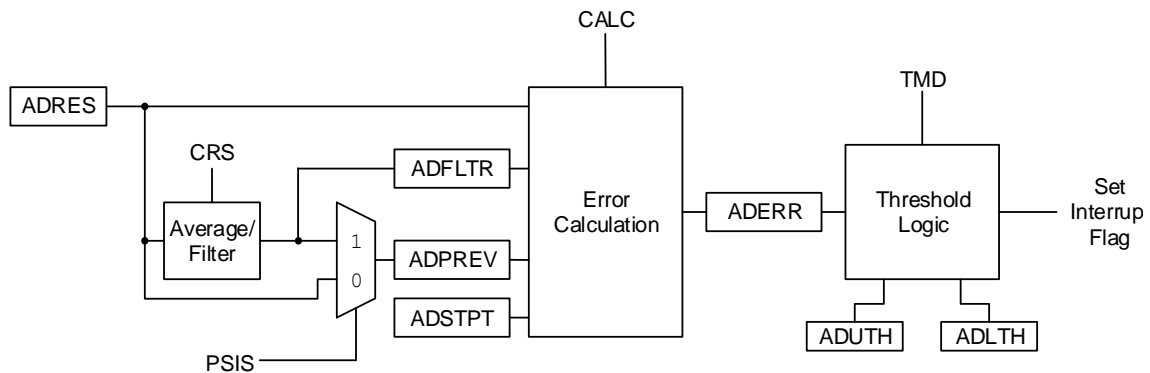 CALC
TMD
ADRES
CRS
ADFLTR
Average/
Filter
1
0
ADPREV
ADSTPT
PSIS
Error
Calculation
ADERR
Threshold
Logic
Set
Interrup
Flag
ADUTH
ADLTH